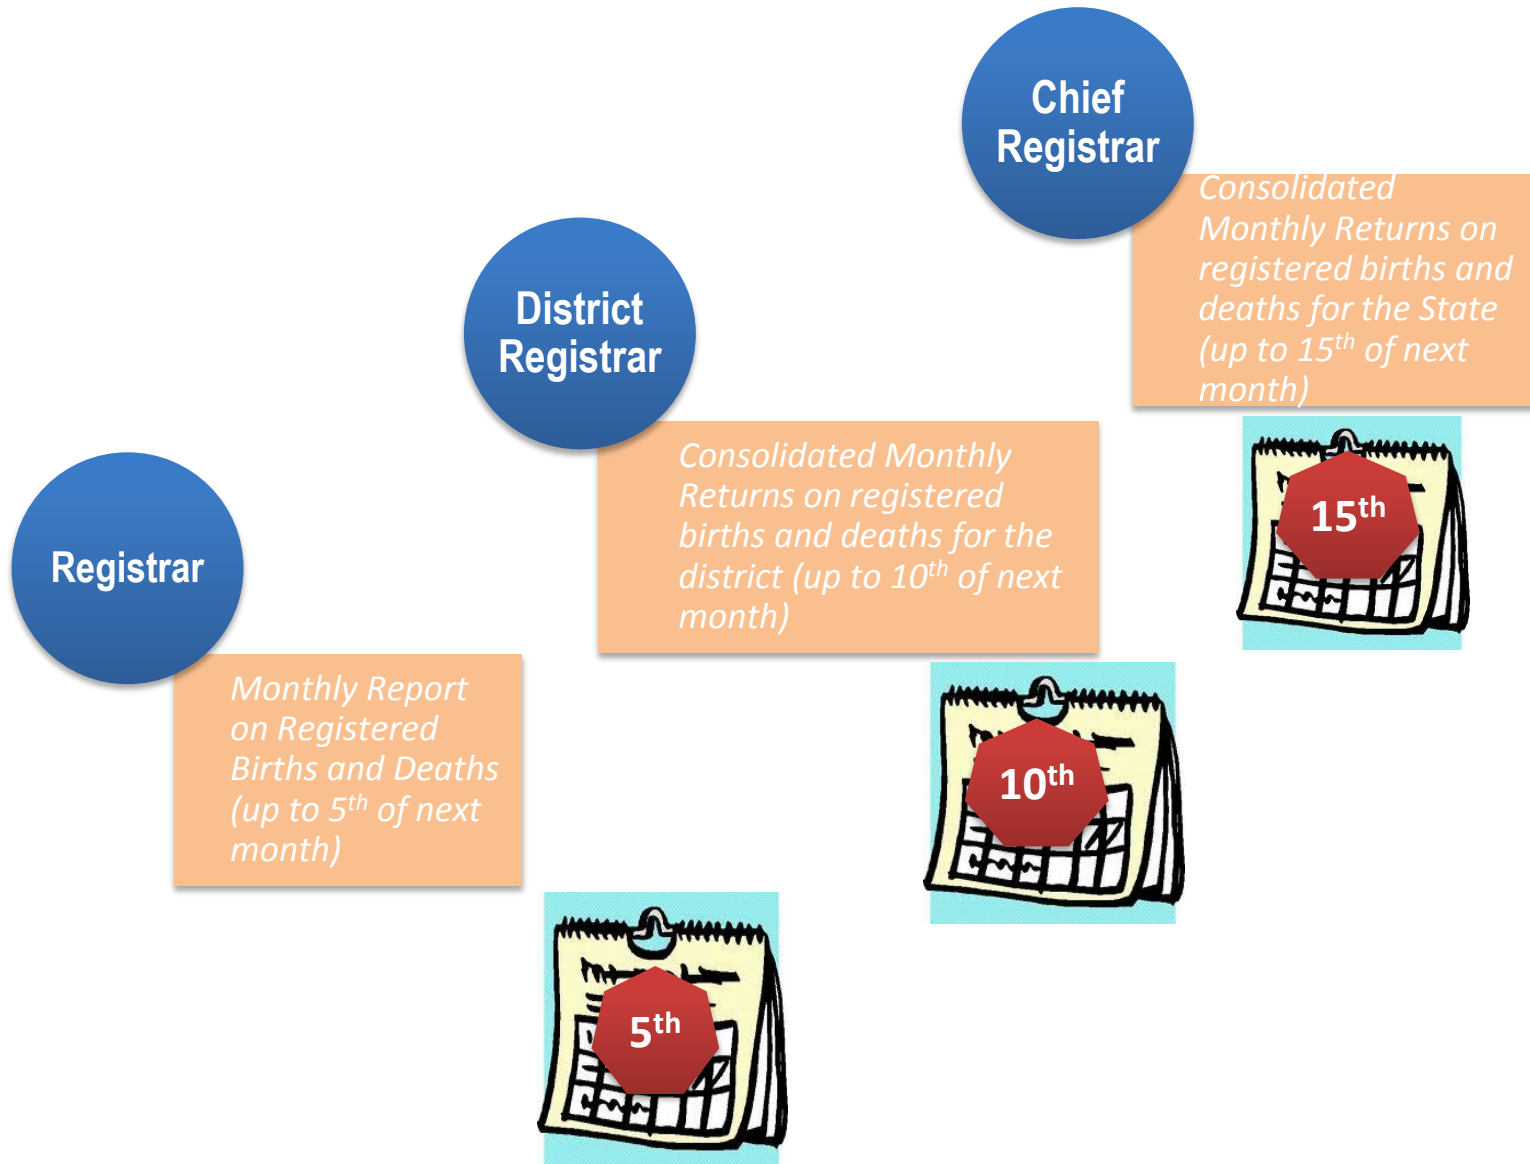 Chief
Registrar
Consolidated
Monthly Returns on
registered births and
deaths for the State
(up to 15th of next
month)
15th
District
Registrar
Consolidated Monthly
Returns on registered
births and deaths for the
district (up to 10th of next
month)
10th
Registrar
Monthly Report
on Registered
Births and Deaths
(up to 5th of next
month)
5th